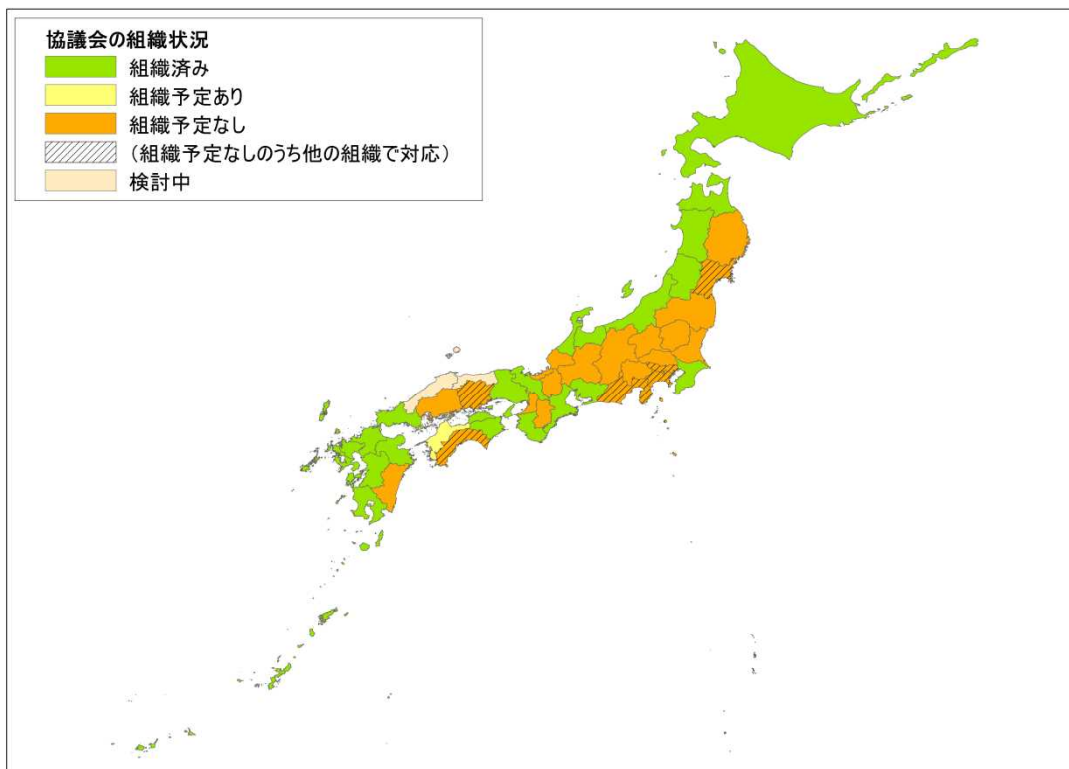 協議会の組織状況
組織済み
組織予定あり
組織予定なし
（組織予定なしのうち他の組織で対応）
検討中